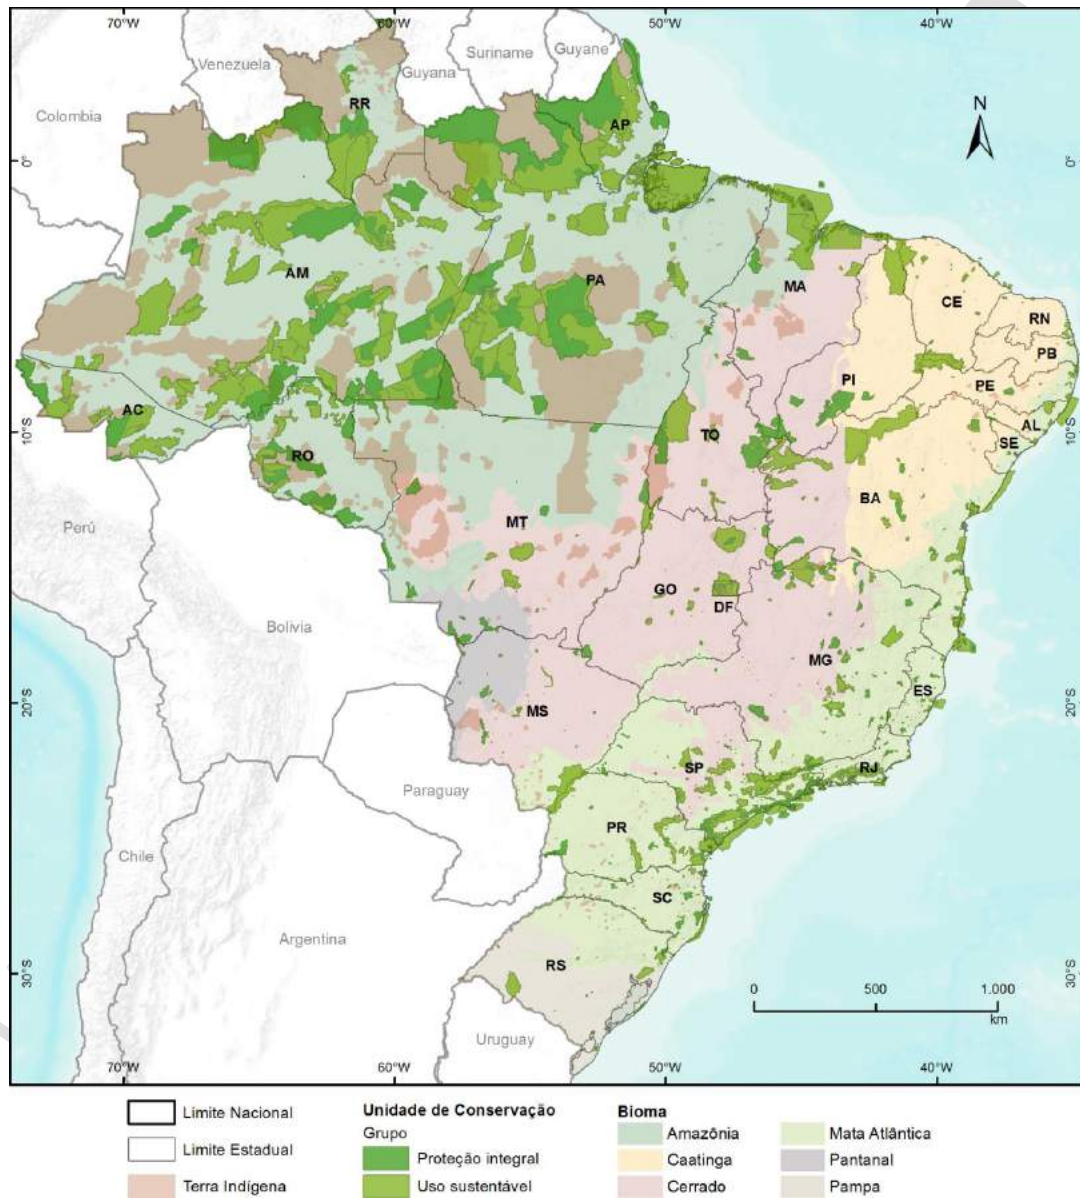 60°W
50°W
40°W
Venezuela
Suriname
Guyane
Guyana
Colombia
RR
N
AP
0°
0°
AM
PA
MA
CE
RN
PB
PI
PE
AC
AL
10°S
10°S
TO
SE
RO
BA
Perú
MT
GO
DF
Bolivia
MG
ES
20°S
20°S
MS
SP
RJ
Paraguay
PR
Chile
SC
Argentina
RS
30°S
30°S
0
500
1.000
km
Uruguay
70°W
60°W
50°W
40°W
Limite Nacional
Limite Estadual
Terra Indígena
Unidade de Conservação
Grupo
Proteção integral
Uso sustentável
Bioma
Amazônia
Caatinga
Cerrado
Mata Atlântica
Pantanal
Pampa